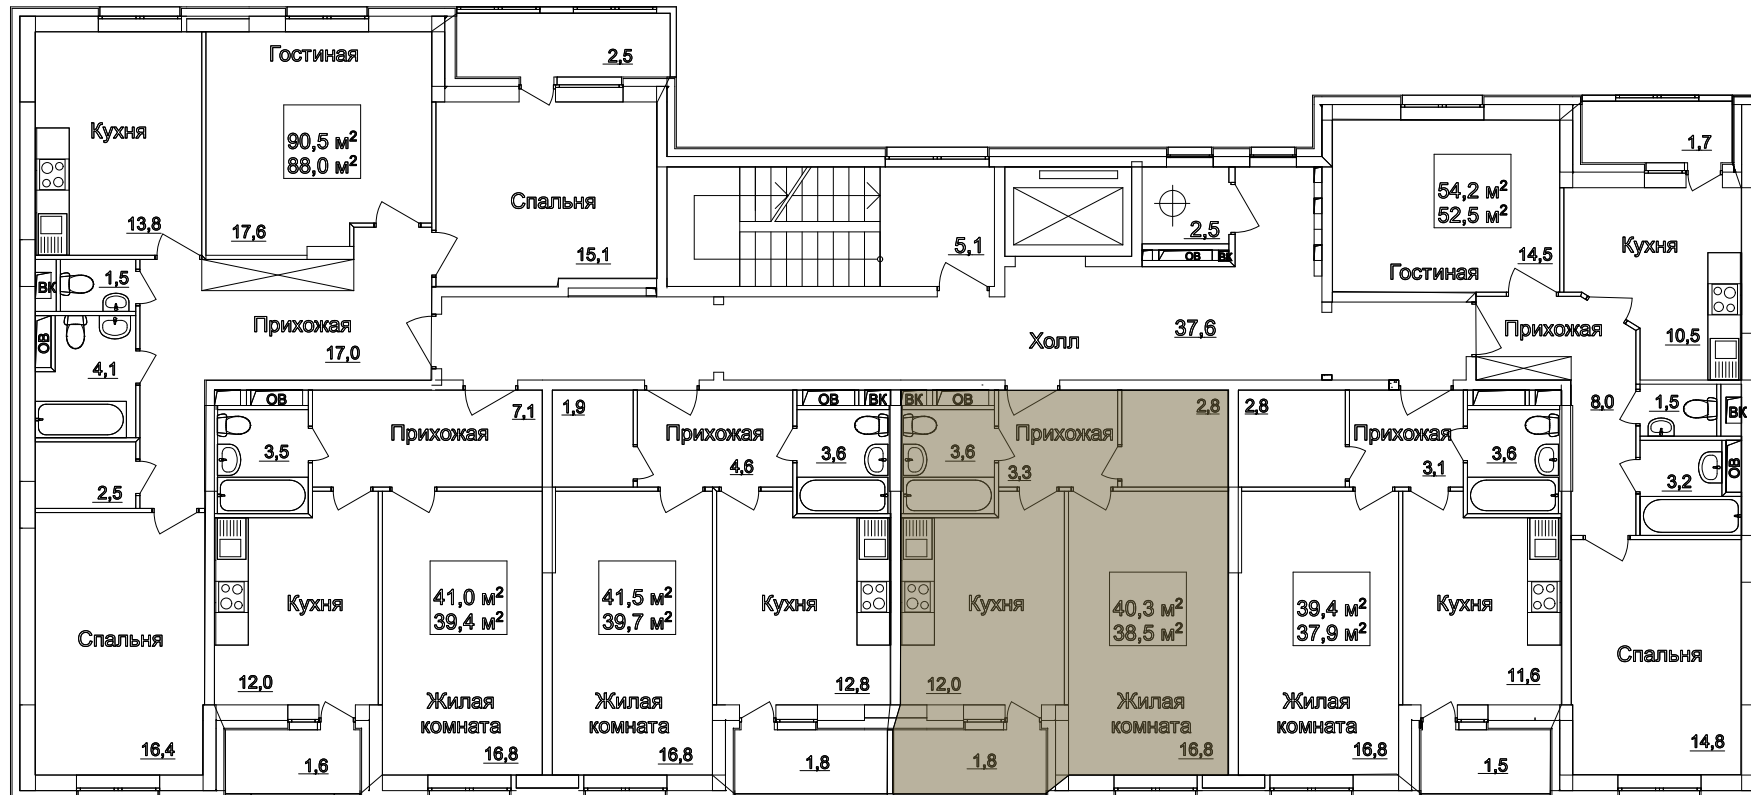 Гостиная
2,5
Кухня
90,5 м²
88,0 м²
13,8
17,6
Спальня
15,1
5,1
2,5
ОВ
ВК
54,2 м²
52,5 м²
14,5
Гостиная
1,7
Кухня
10,5
ВК
1,5
ОВ
4,1
Прихожая
17,0
Холл
37,6
Прихожая
8,0
1,5
ВК
3,2
ОВ
2,5
ОВ
3,5
Прихожая
7,1
1,9
Прихожая
4,6
ОВ
ВК
3,6
ВК
ОВ
3,6
Прихожая
3,3
2,8
2,8
Прихожая
3,1
3,6
Спальня
16,4
Кухня
12,0
1,6
41,0 м²
39,4 м²
Жилая
комната
16,8
41,5 м²
39,7 м²
Жилая
комната
16,8
Кухня
12,8
1,8
Кухня
12,0
1,8
40,3 м²
38,5 м²
Жилая
комната
16,8
39,4 м²
37,9 м²
Жилая
комната
16,8
Кухня
11,6
1,5
Спальня
14,8